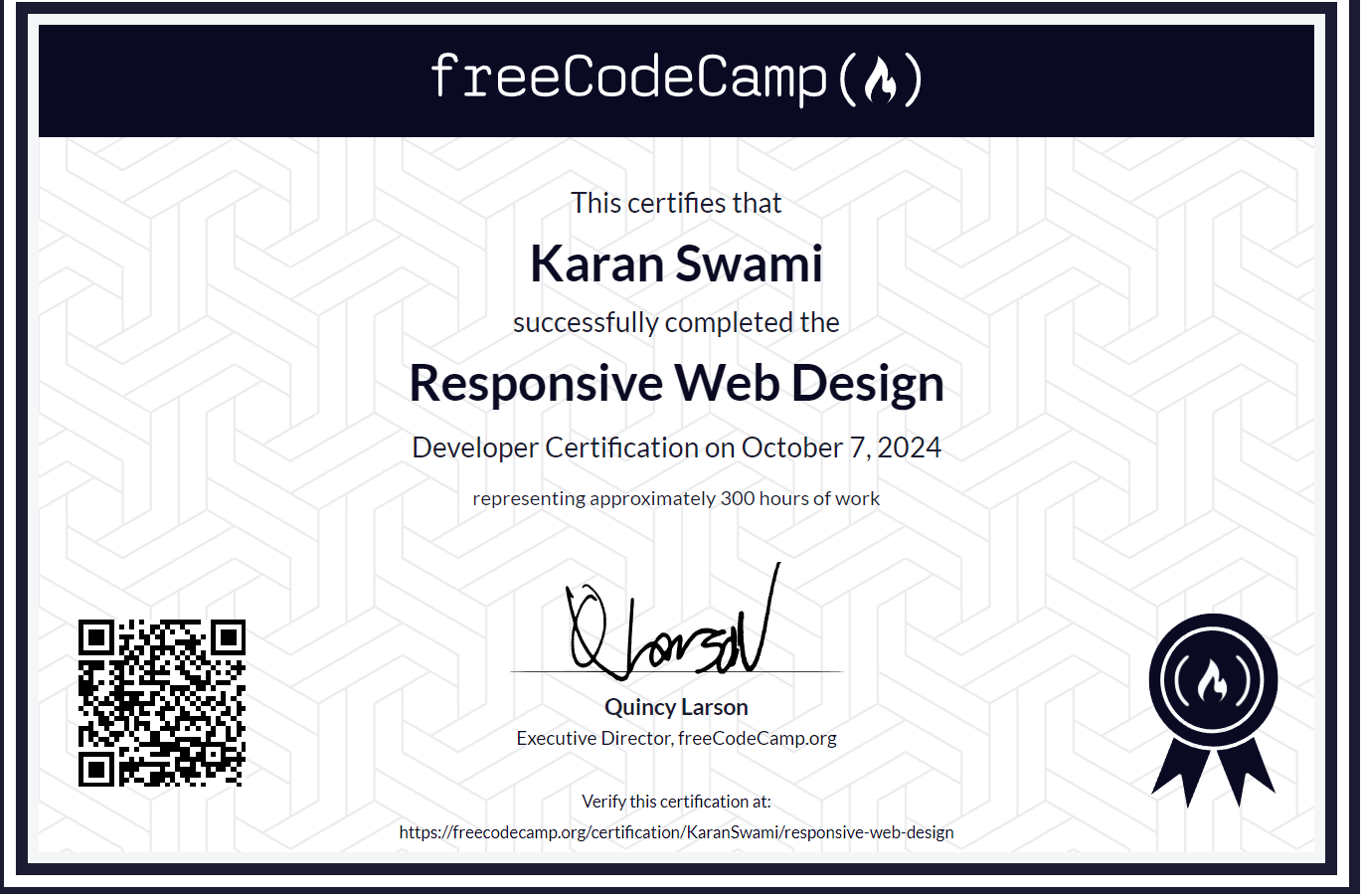 freeCodeCamp
This certifies that
Karan Swami
successfully completed the
Responsive Web Design
Developer Certification on October 7, 2024
representing approximately 300 hours of work
Quincy Larson
Executive Director, freeCodeCamp.org
Verify this certification at:
https://freecodecamp.org/certification/KaranSwami/responsive-web-design